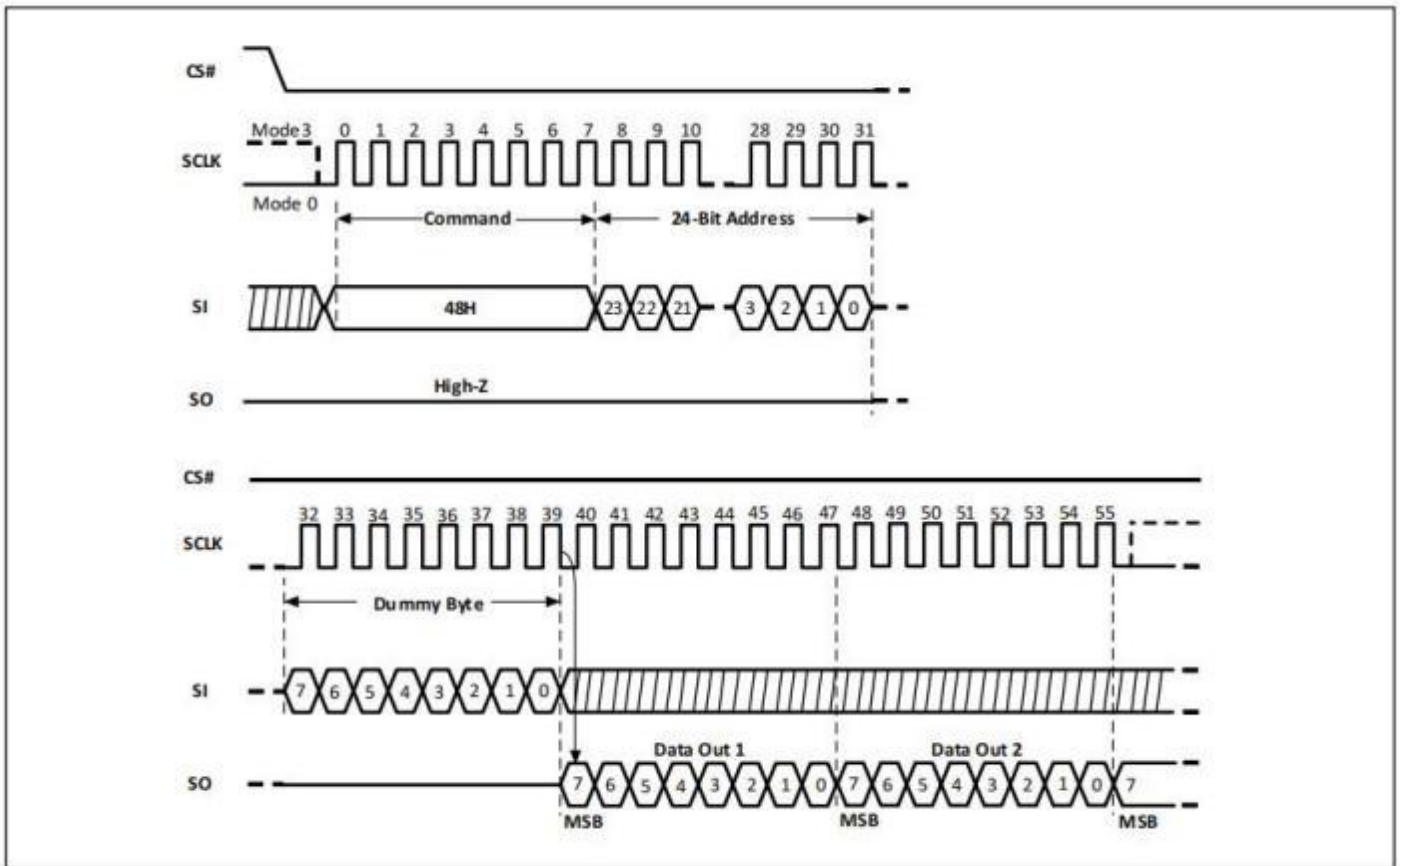 CS#
Mode3 0 1 2 3 4 5 6 7 8 9 10 28 29 30 31
SCLK
Mode 0
Command 24-Bit Address
SI 48H 23 22 21 3 2 1 0
High-Z
SO
CS#
32 33 34 35 36 37 38 39 40 41 42 43 44 45 46 47 48 49 50 51 52 53 54 55
SCLK
Dummy Byte
SI 7 6 5 4 3 2 1 0
Data Out 1 Data Out 2
SO 7 6 5 4 3 2 1 0 7 6 5 4 3 2 1 0 7
MSB MSB MSB